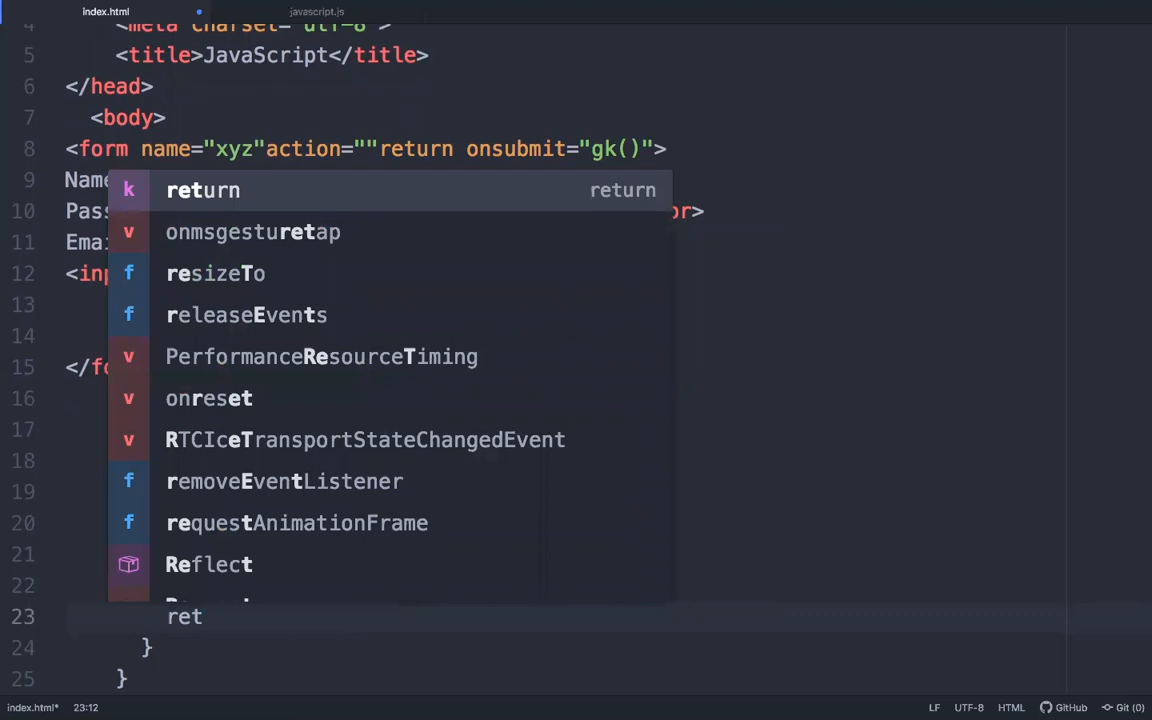 index.html
javascript.js
4 <meta charset="utf-8">
5 <title>JavaScript</title>
6 </head>
7 <body>
8 <form name="xyz"action=""return onsubmit="gk()">
9 Name
k return return
10 Pass or>
v onmsgesturetap
11 Emai
12 <inp
f resizeTo
13
f releaseEvents
14
v PerformanceResourceTiming
15 </fo
16
v onreset
17
v RTCIceTransportStateChangedEvent
18
19
f removeEventListener
20
f requestAnimationFrame
21
Reflect
22
23 ret
24 }
25 }
index.html* 23:12 LF UTF-8 HTML GitHub Git (0)